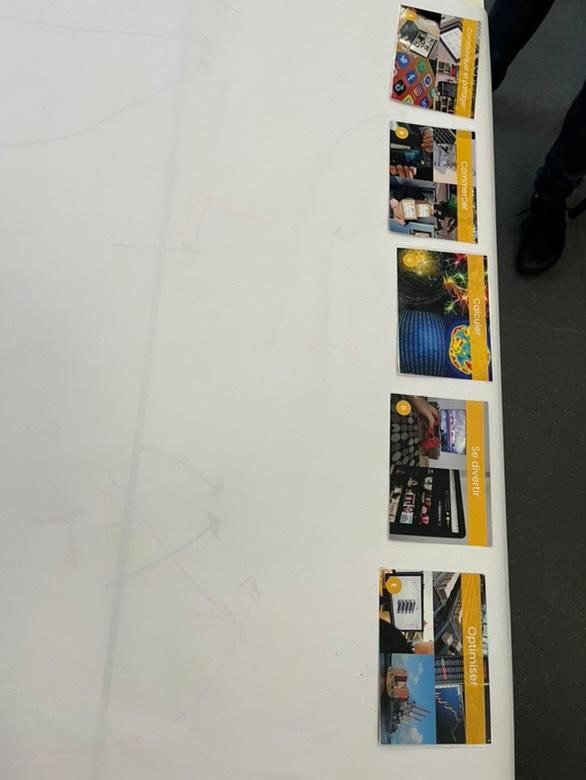 Communiquer et partager
Commercer
Calculer
Se divertir
Optimiser
B
C
D
E